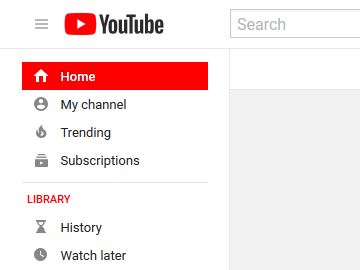 YouTube
Search
Home
My channel
Trending
Subscriptions
LIBRARY
History
Watch later